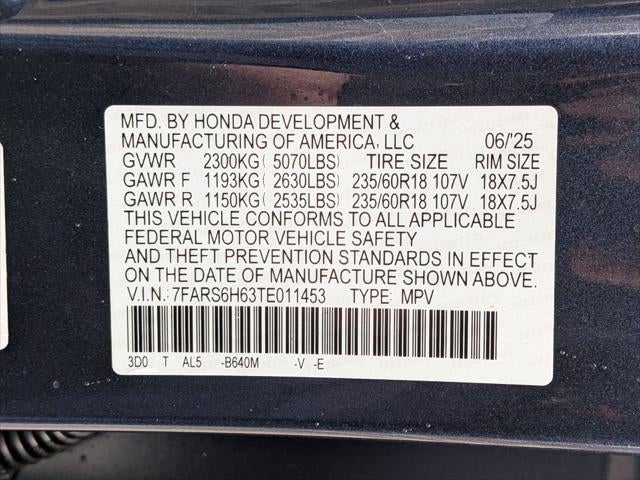 MFD. BY HONDA DEVELOPMENT &
MANUFACTURING OF AMERICA, LLC 06/'25
GVWR 2300KG (5070LBS) TIRE SIZE RIM SIZE
GAWR F 1193KG (2630LBS) 235/60R18 107V 18X7.5J
GAWR R 1150KG (2535LBS) 235/60R18 107V 18X7.5J
THIS VEHICLE CONFORMS TO ALL APPLICABLE
FEDERAL MOTOR VEHICLE SAFETY
AND THEFT PREVENTION STANDARDS IN EFFECT
ON THE DATE OF MANUFACTURE SHOWN ABOVE.
V.I.N.: 7FARS6H63TE011453 TYPE: MPV
3D0 T AL5 -B640M -V -E